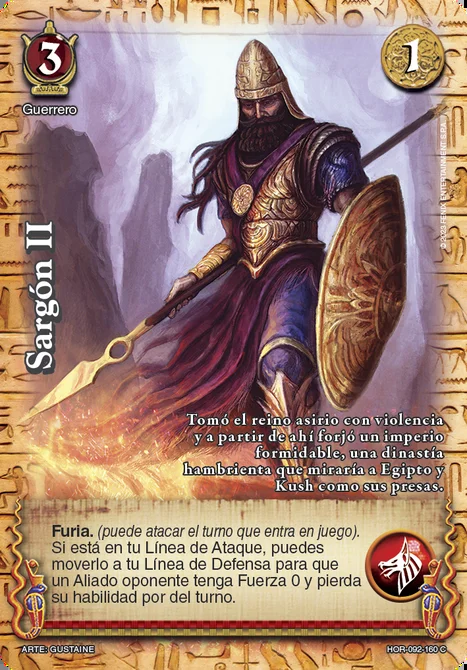 3
1
Guerrero
© 2023 FENIX ENTERTAINMENT S.P.A.
Sargón II
Tomó el reino asirio con violencia
y a partir de ahí forjó un imperio
formidable, una dinastía
hambrienta que miraría a Egipto y
Kush como sus presas.
Furia. (puede atacar el turno que entra en juego).
Si está en tu Línea de Ataque, puedes
moverlo a tu Línea de Defensa para que
un Aliado oponente tenga Fuerza 0 y pierda
su habilidad por del turno.
ARTE: GUSTAINE
HOR-092-160 C